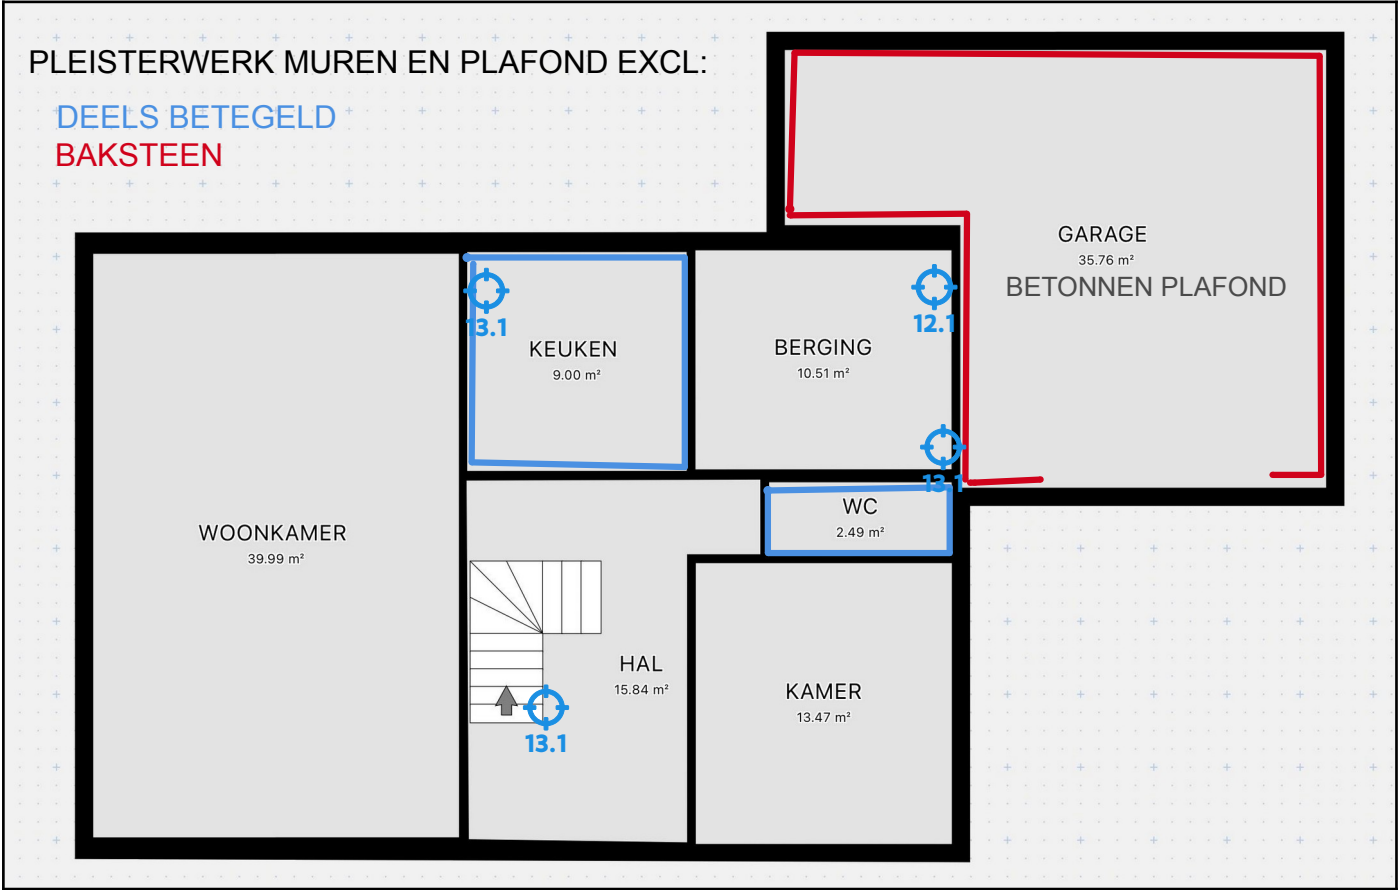 PLEISTERWERK MUREN EN PLAFOND EXCL:
DEELS BETEGELD
BAKSTEEN
GARAGE
35.76 m²
BETONNEN PLAFOND
13.1
12.1
KEUKEN
9.00 m²
BERGING
10.51 m²
13.1
WC
2.49 m²
WOONKAMER
39.99 m²
HAL
15.84 m²
KAMER
13.47 m²
13.1